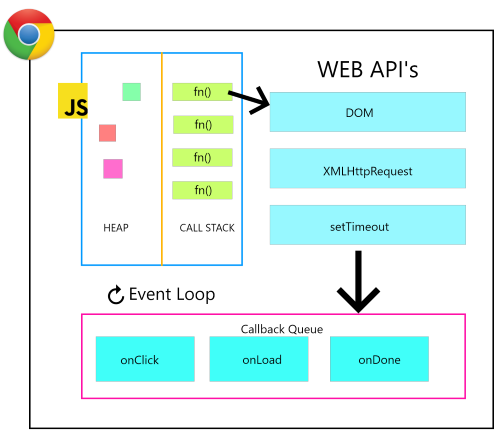 WEB API's
JS
fn()
fn()
fn()
fn()
HEAP
CALL STACK
DOM
XMLHttpRequest
setTimeout
Event Loop
Callback Queue
onClick
onLoad
onDone